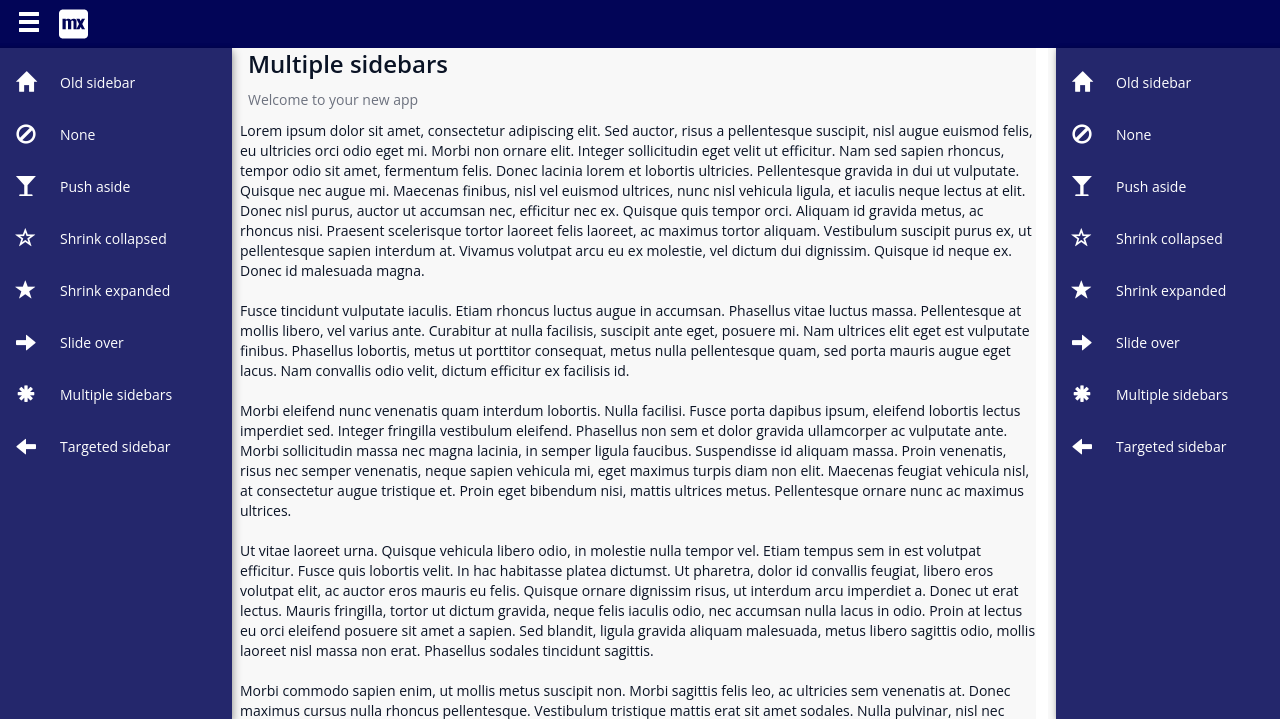 mx
Old sidebar
None
Push aside
Shrink collapsed
Shrink expanded
Slide over
Multiple sidebars
Targeted sidebar
Multiple sidebars
Welcome to your new app
Lorem ipsum dolor sit amet, consectetur adipiscing elit. Sed auctor, risus a pellentesque suscipit, nisl augue euismod felis,
eu ultricies orci odio eget mi. Morbi non ornare elit. Integer sollicitudin eget velit ut efficitur. Nam sed sapien rhoncus,
tempor odio sit amet, fermentum felis. Donec lacinia lorem et lobortis ultricies. Pellentesque gravida in dui ut vulputate.
Quisque nec augue mi. Maecenas finibus, nisl vel euismod ultrices, nunc nisl vehicula ligula, et iaculis neque lectus at elit.
Donec nisl purus, auctor ut accumsan nec, efficitur nec ex. Quisque quis tempor orci. Aliquam id gravida metus, ac
rhoncus nisi. Praesent scelerisque tortor laoreet felis laoreet, ac maximus tortor aliquam. Vestibulum suscipit purus ex, ut
pellentesque sapien interdum at. Vivamus volutpat arcu eu ex molestie, vel dictum dui dignissim. Quisque id neque ex.
Donec id malesuada magna.
Fusce tincidunt vulputate iaculis. Etiam rhoncus luctus augue in accumsan. Phasellus vitae luctus massa. Pellentesque at
mollis libero, vel varius ante. Curabitur at nulla facilisis, suscipit ante eget, posuere mi. Nam ultrices elit eget est vulputate
finibus. Phasellus lobortis, metus ut porttitor consequat, metus nulla pellentesque quam, sed porta mauris augue eget
lacus. Nam convallis odio velit, dictum efficitur ex facilisis id.
Morbi eleifend nunc venenatis quam interdum lobortis. Nulla facilisi. Fusce porta dapibus ipsum, eleifend lobortis lectus
imperdiet sed. Integer fringilla vestibulum eleifend. Phasellus non sem et dolor gravida ullamcorper ac vulputate ante.
Morbi sollicitudin massa nec magna lacinia, in semper ligula faucibus. Suspendisse id aliquam massa. Proin venenatis,
risus nec semper venenatis, neque sapien vehicula mi, eget maximus turpis diam non elit. Maecenas feugiat vehicula nisl,
at consectetur augue tristique et. Proin eget bibendum nisi, mattis ultrices metus. Pellentesque ornare nunc ac maximus
ultrices.
Ut vitae laoreet urna. Quisque vehicula libero odio, in molestie nulla tempor vel. Etiam tempus sem in est volutpat
efficitur. Fusce quis lobortis velit. In hac habitasse platea dictumst. Ut pharetra, dolor id convallis feugiat, libero eros
volutpat elit, ac auctor eros mauris eu felis. Quisque ornare dignissim risus, ut interdum arcu imperdiet a. Donec ut erat
lectus. Mauris fringilla, tortor ut dictum gravida, neque felis iaculis odio, nec accumsan nulla lacus in odio. Proin at lectus
eu orci eleifend posuere sit amet a sapien. Sed blandit, ligula gravida aliquam malesuada, metus libero sagittis odio, mollis
laoreet nisl massa non erat. Phasellus sodales tincidunt sagittis.
Morbi commodo sapien enim, ut mollis metus suscipit non. Morbi sagittis felis leo, ac ultricies sem venenatis at. Donec
maximus cursus nulla rhoncus pellentesque. Vestibulum tristique mattis erat sit amet sodales. Nulla pulvinar, nisl nec
Old sidebar
None
Push aside
Shrink collapsed
Shrink expanded
Slide over
Multiple sidebars
Targeted sidebar